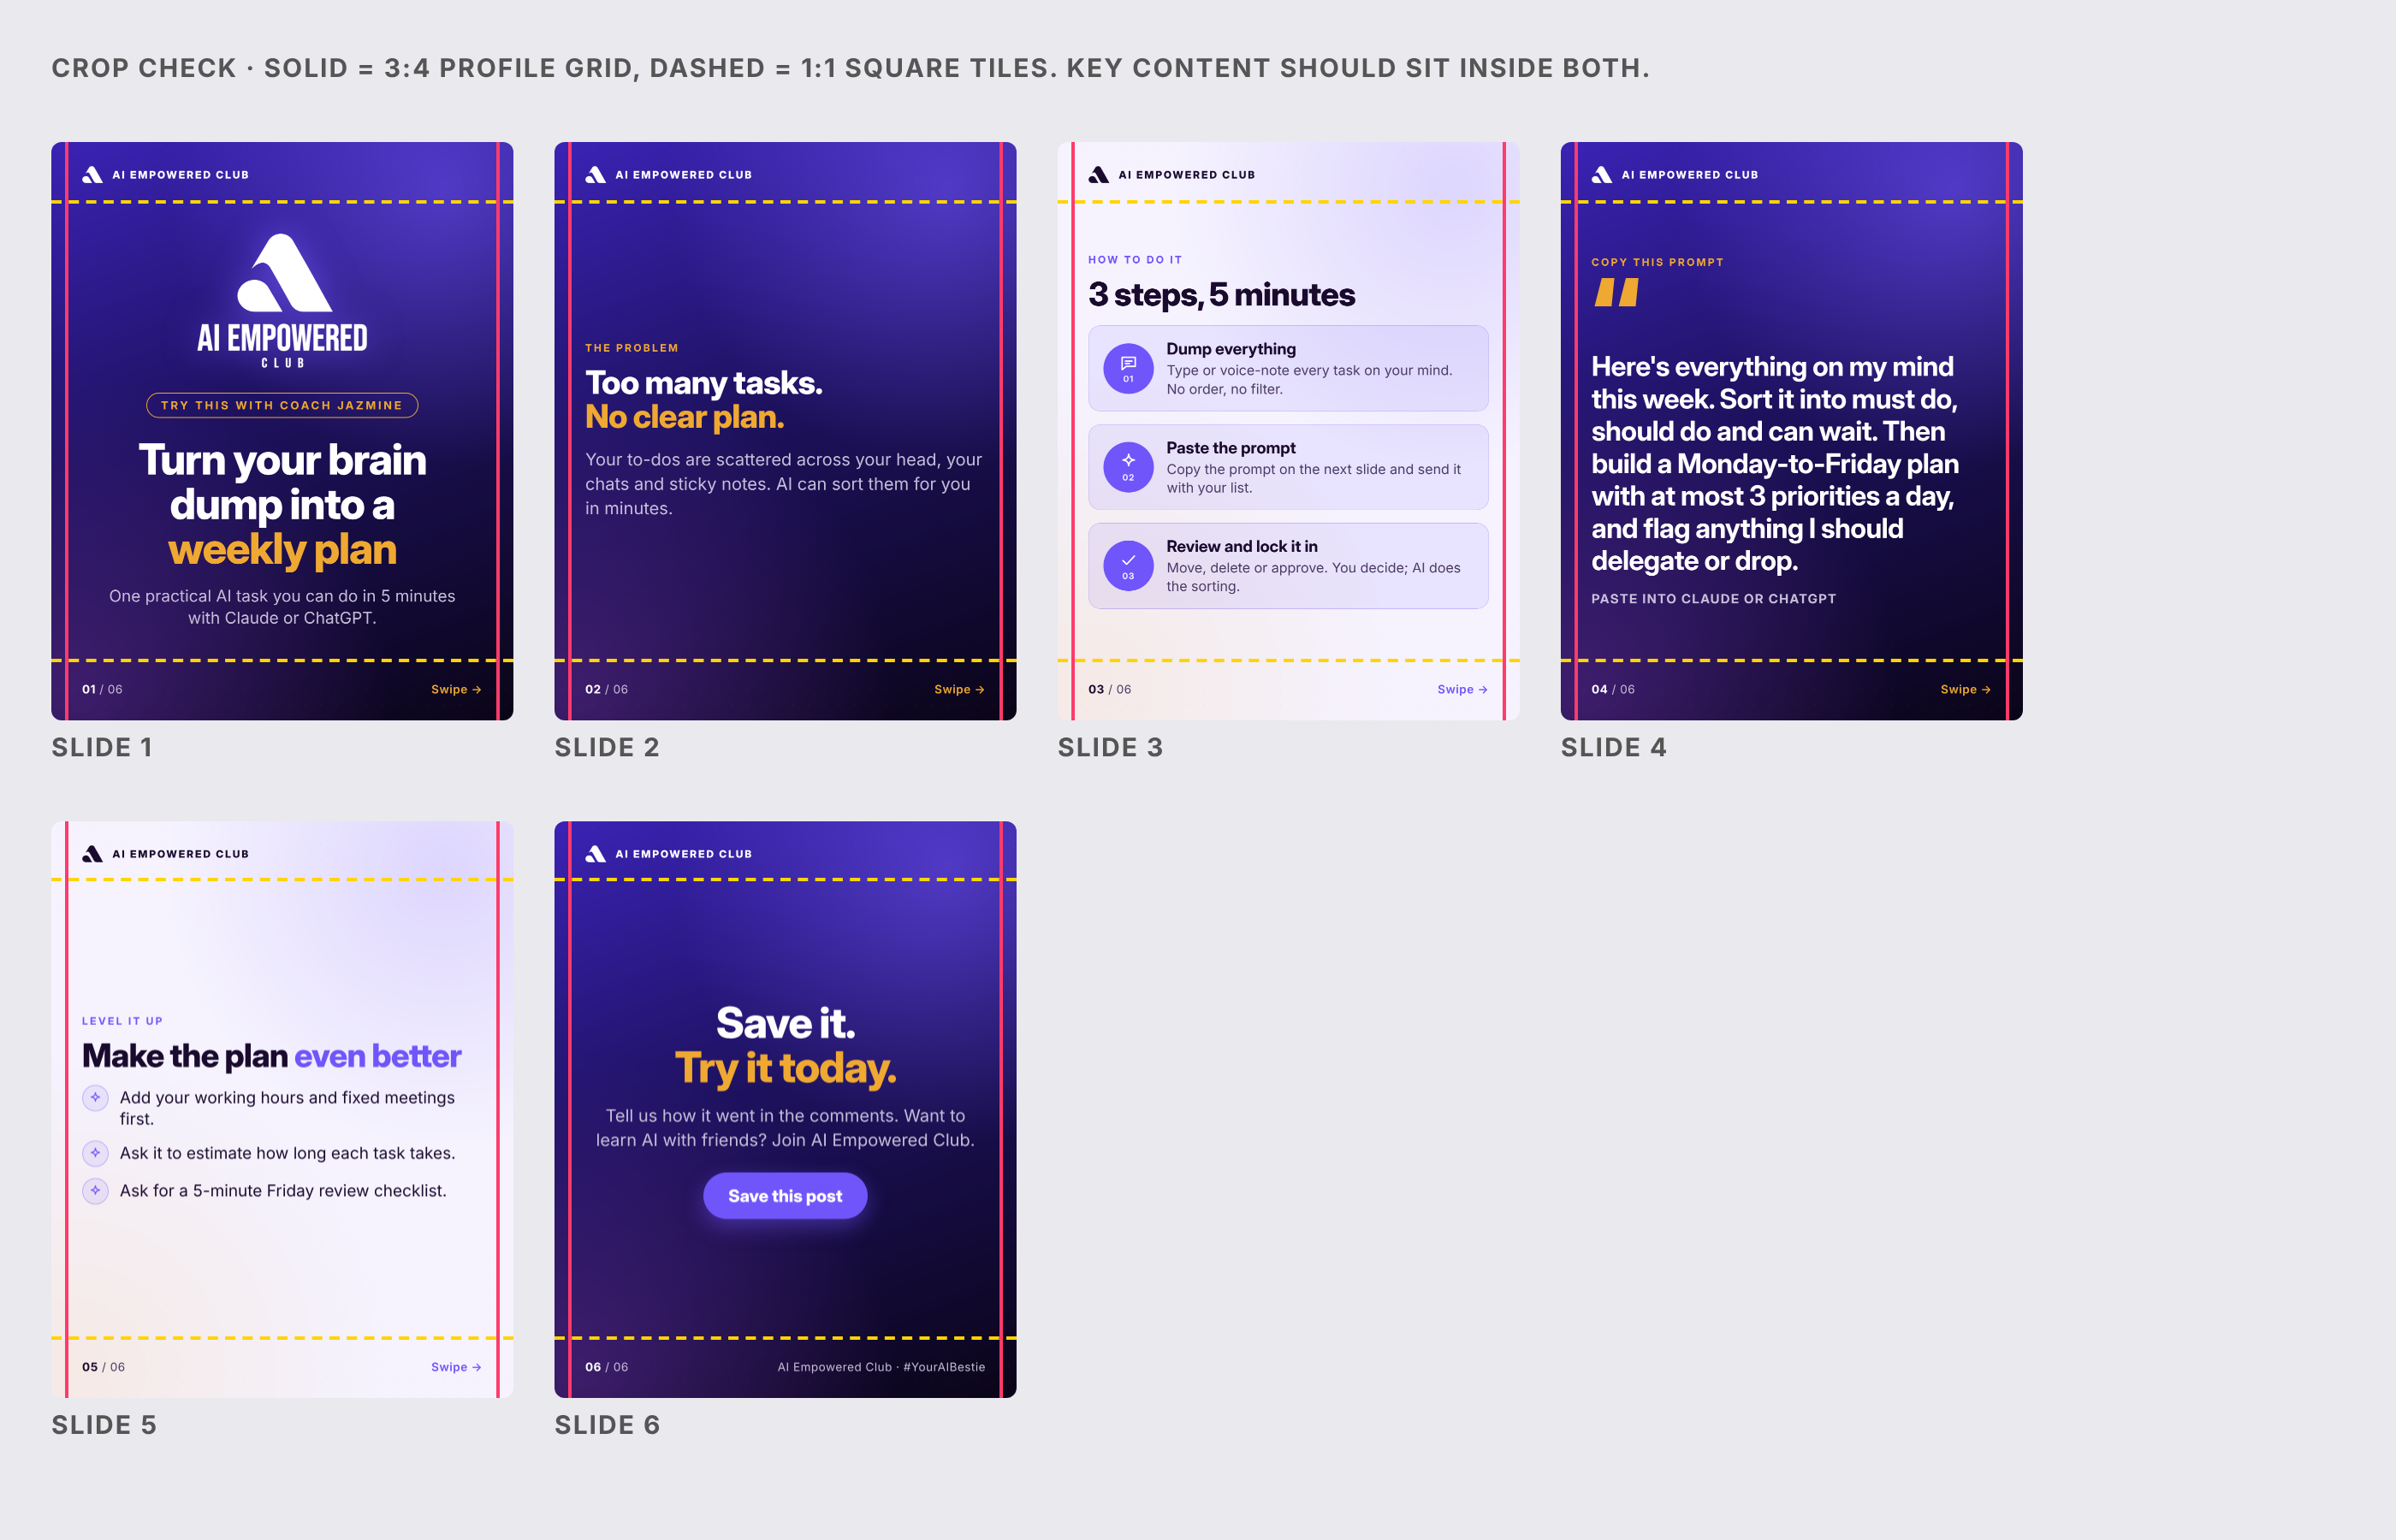 CROP CHECK · SOLID = 3:4 PROFILE GRID, DASHED = 1:1 SQUARE TILES. KEY CONTENT SHOULD SIT INSIDE BOTH.
AI EMPOWERED CLUB
AI EMPOWERED
CLUB
TRY THIS WITH COACH JAZMINE
Turn your brain
dump into a
weekly plan
One practical AI task you can do in 5 minutes
with Claude or ChatGPT.
01 / 06
Swipe →
SLIDE 1
AI EMPOWERED CLUB
THE PROBLEM
Too many tasks.
No clear plan.
Your to-dos are scattered across your head, your
chats and sticky notes. AI can sort them for you
in minutes.
02 / 06
Swipe →
SLIDE 2
AI EMPOWERED CLUB
HOW TO DO IT
3 steps, 5 minutes
01
Dump everything
Type or voice-note every task on your mind.
No order, no filter.
02
Paste the prompt
Copy the prompt on the next slide and send it
with your list.
03
Review and lock it in
Move, delete or approve. You decide; AI does
the sorting.
03 / 06
Swipe →
SLIDE 3
AI EMPOWERED CLUB
COPY THIS PROMPT
"
Here's everything on my mind
this week. Sort it into must do,
should do and can wait. Then
build a Monday-to-Friday plan
with at most 3 priorities a day,
and flag anything I should
delegate or drop.
PASTE INTO CLAUDE OR CHATGPT
04 / 06
Swipe →
SLIDE 4
AI EMPOWERED CLUB
LEVEL IT UP
Make the plan even better
Add your working hours and fixed meetings
first.
Ask it to estimate how long each task takes.
Ask for a 5-minute Friday review checklist.
05 / 06
Swipe →
SLIDE 5
AI EMPOWERED CLUB
Save it.
Try it today.
Tell us how it went in the comments. Want to
learn AI with friends? Join AI Empowered Club.
Save this post
06 / 06
AI Empowered Club · #YourAIBestie
SLIDE 6